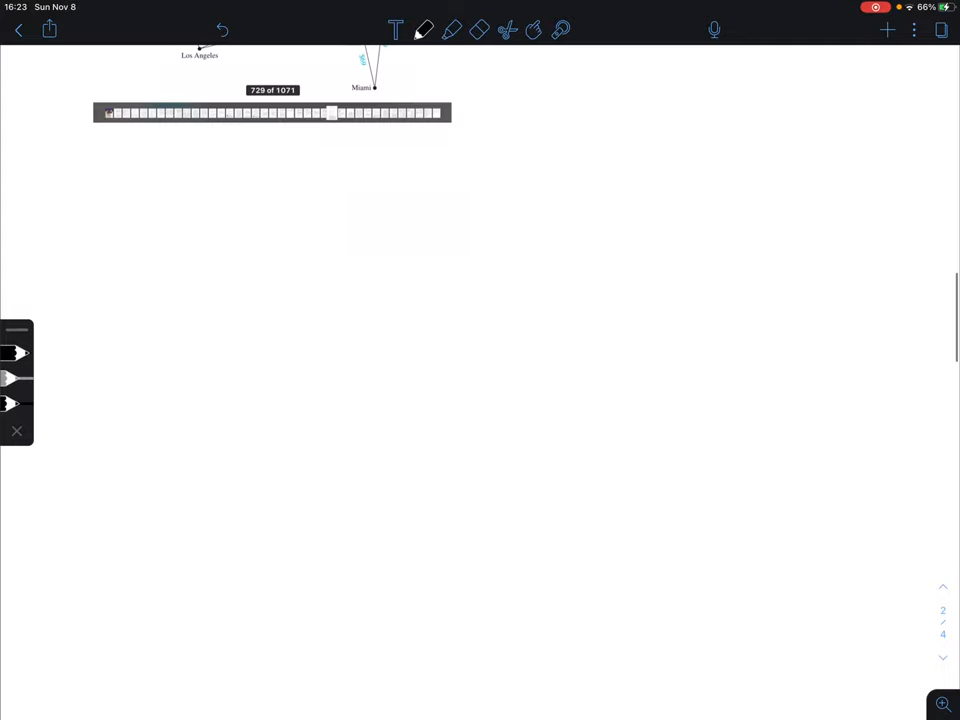 16:23 Sun Nov 8
66%
T
Los Angeles
Miami
729 of 1071
2
/
4